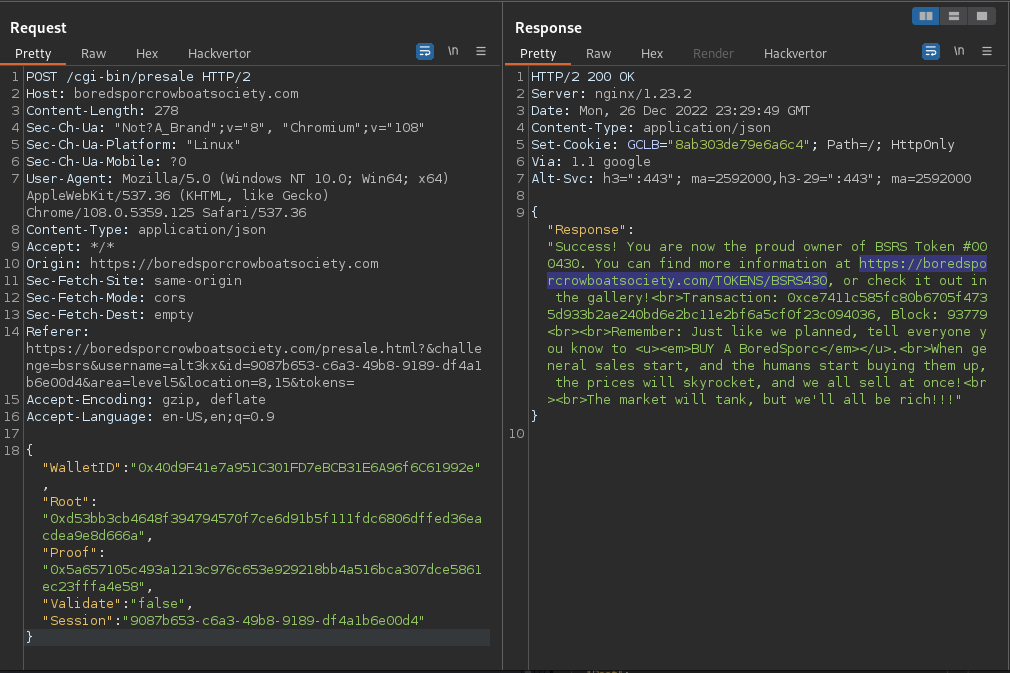 Request
Pretty Raw Hex Hackvertor \n
1 POST /cgi-bin/presale HTTP/2
2 Host: boredsporcrowboatsociety.com
3 Content-Length: 278
4 Sec-Ch-Ua: "Not?A_Brand";v="8", "Chromium";v="108"
5 Sec-Ch-Ua-Platform: "Linux"
6 Sec-Ch-Ua-Mobile: ?0
7 User-Agent: Mozilla/5.0 (Windows NT 10.0; Win64; x64)
AppleWebKit/537.36 (KHTML, like Gecko)
Chrome/108.0.5359.125 Safari/537.36
8 Content-Type: application/json
9 Accept: */*
10 Origin: https://boredsporcrowboatsociety.com
11 Sec-Fetch-Site: same-origin
12 Sec-Fetch-Mode: cors
13 Sec-Fetch-Dest: empty
14 Referer:
https://boredsporcrowboatsociety.com/presale.html?&challe
nge=bsrs&username=alt3kx&id=9087b653-c6a3-49b8-9189-df4a1
b6e00d4&area=level5&location=8,15&tokens=
15 Accept-Encoding: gzip, deflate
16 Accept-Language: en-US,en;q=0.9
17
18 {
"WalletID":"0x40d9F41e7a951C301FD7eBCB31E6A96f6C61992e"
,
"Root":
"0xd53bb3cb4648f394794570f7ce6d91b5f111fdc6806dffed36ea
cdea9e8d666a",
"Proof":
"0x5a657105c493a1213c976c653e929218bb4a516bca307dce5861
ec23fffa4e58",
"Validate":"false",
"Session":"9087b653-c6a3-49b8-9189-df4a1b6e00d4"
}
Response
Pretty Raw Hex Render Hackvertor \n
1 HTTP/2 200 OK
2 Server: nginx/1.23.2
3 Date: Mon, 26 Dec 2022 23:29:49 GMT
4 Content-Type: application/json
5 Set-Cookie: GCLB="8ab303de79e6a6c4"; Path=/; HttpOnly
6 Via: 1.1 google
7 Alt-Svc: h3=":443"; ma=2592000,h3-29=":443"; ma=2592000
8
9 {
"Response":
"Success! You are now the proud owner of BSRS Token #00
0430. You can find more information at https://boredspo
rcrowboatsociety.com/TOKENS/BSRS430, or check it out in
the gallery!<br>Transaction: 0xce7411c585fc80b6705f473
5d933b2ae240bd6e2bc11e2bf6a5cf0f23c094036, Block: 93779
<br><br>Remember: Just like we planned, tell everyone y
ou know to <u><em>BUY A BoredSporc</em></u>.<br>When ge
neral sales start, and the humans start buying them up,
the prices will skyrocket, and we all sell at once!<br
><br>The market will tank, but we'll all be rich!!!"
}
10